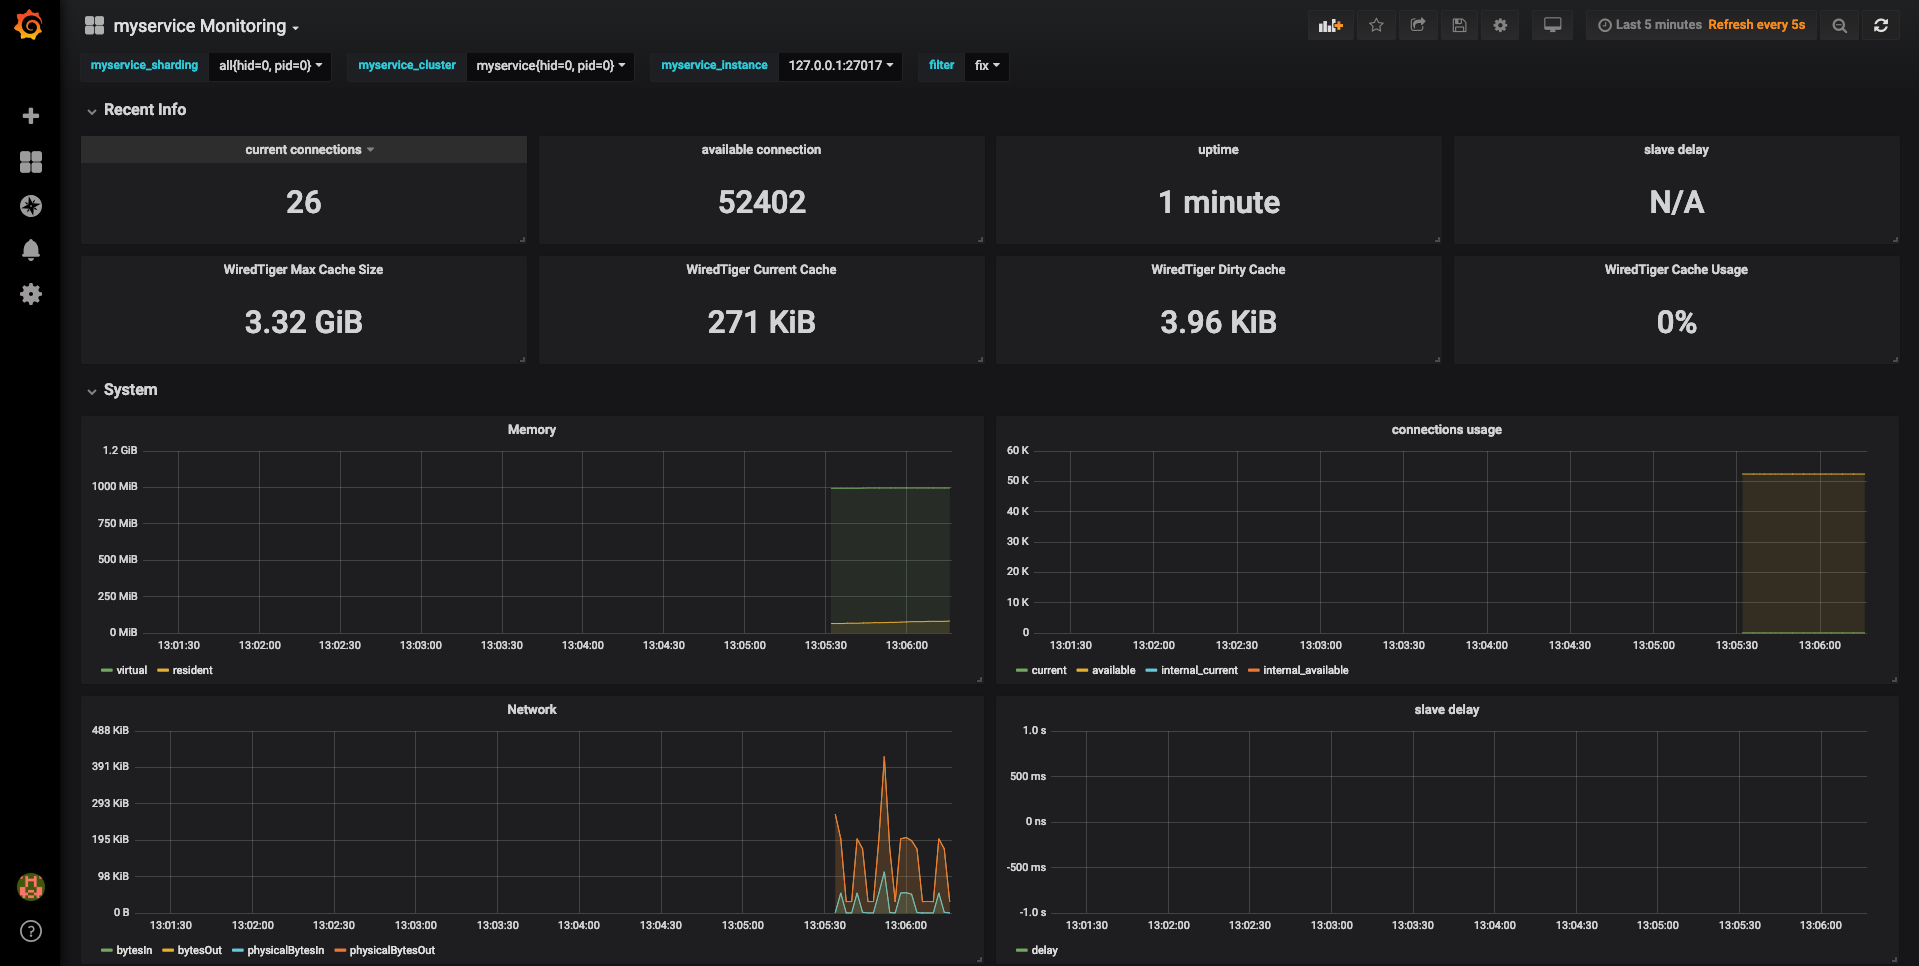 myservice Monitoring
Last 5 minutes Refresh every 5s
myservice_sharding all{hid=0, pid=0} myservice_cluster myservice{hid=0, pid=0} myservice_instance 127.0.0.1:27017 filter fix
Recent Info
current connections available connection uptime slave delay
26 52402 1 minute N/A
WiredTiger Max Cache Size WiredTiger Current Cache WiredTiger Dirty Cache WiredTiger Cache Usage
3.32 GiB 271 KiB 3.96 KiB 0%
System
Memory
1.2 GiB
1000 MiB
750 MiB
500 MiB
250 MiB
0 MiB
13:01:30 13:02:00 13:02:30 13:03:00 13:03:30 13:04:00 13:04:30 13:05:00 13:05:30 13:06:00
virtual resident
connections usage
60 K
50 K
40 K
30 K
20 K
10 K
0
13:01:30 13:02:00 13:02:30 13:03:00 13:03:30 13:04:00 13:04:30 13:05:00 13:05:30 13:06:00
current available internal_current internal_available
Network
488 KiB
391 KiB
293 KiB
195 KiB
98 KiB
0 B
13:01:30 13:02:00 13:02:30 13:03:00 13:03:30 13:04:00 13:04:30 13:05:00 13:05:30 13:06:00
bytesIn bytesOut physicalBytesIn physicalBytesOut
slave delay
1.0 s
500 ms
0 ns
-500 ms
-1.0 s
13:01:30 13:02:00 13:02:30 13:03:00 13:03:30 13:04:00 13:04:30 13:05:00 13:05:30 13:06:00
delay